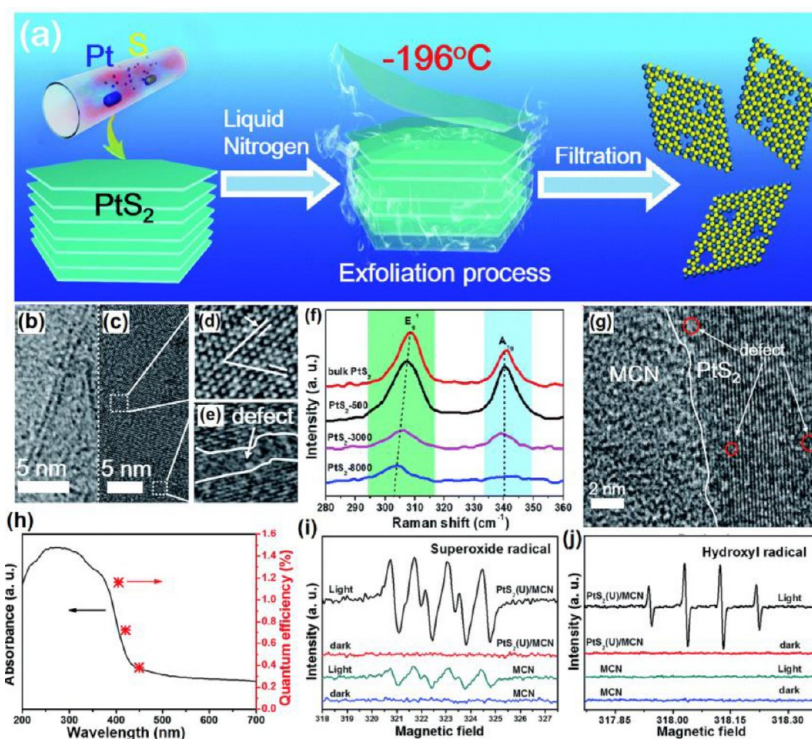 (a)
Pt
S
PtS2
Liquid
Nitrogen
-196°C
Exfoliation process
Filtration
(b)
5 nm
(c)
5 nm
(d)
(e)
defect
(f)
Eg1
A1g
bulk PtS2
PtS2-500
PtS2-3000
PtS2-8000
Intensity (a. u.)
280 290 300 310 320 330 340 350 360
Raman shift (cm-1)
(g)
MCN
PtS2
defect
2 nm
(h)
Absorbance (a. u.)
200 300 400 500 600 700
Wavelength (nm)
1.6
1.4
1.2
1.0
0.8
0.6
0.4
0.2
0.0
Quantum efficiency (%)
(i)
Superoxide radical
Light
PtS2(U)/MCN
dark
PtS2(U)/MCN
Light
MCN
dark
MCN
Intensity (a. u.)
318 319 320 321 322 323 324 325 326 327
Magnetic field
(j)
Hydroxyl radical
PtS2(U)/MCN
Light
PtS2(U)/MCN
dark
MCN
Light
MCN
dark
Intensity (a. u.)
317.85 318.00 318.15 318.30
Magnetic field